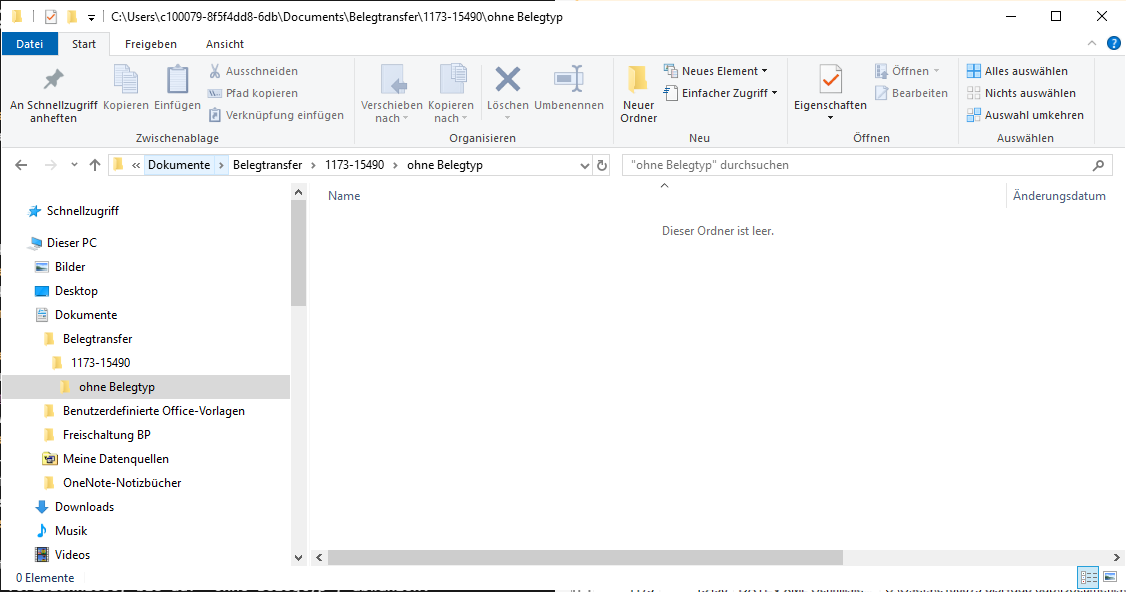 C:\Users\c100079-8f5f4dd8-6db\Documents\Belegtransfer\1173-15490\ohne Belegtyp
Datei Start Freigeben Ansicht
An Schnellzugriff anheften
Kopieren
Einfügen
Ausschneiden
Pfad kopieren
Verknüpfung einfügen
Zwischenablage
Verschieben nach
Kopieren nach
Löschen
Umbenennen
Organisieren
Neuer Ordner
Neues Element
Einfacher Zugriff
Neu
Eigenschaften
Öffnen
Bearbeiten
Öffnen
Alles auswählen
Nichts auswählen
Auswahl umkehren
Auswählen
« Dokumente > Belegtransfer > 1173-15490 > ohne Belegtyp
"ohne Belegtyp" durchsuchen
Name Änderungsdatum
Dieser Ordner ist leer.
Schnellzugriff
Dieser PC
Bilder
Desktop
Dokumente
Belegtransfer
1173-15490
ohne Belegtyp
Benutzerdefinierte Office-Vorlagen
Freischaltung BP
Meine Datenquellen
OneNote-Notizbücher
Downloads
Musik
Videos
0 Elemente